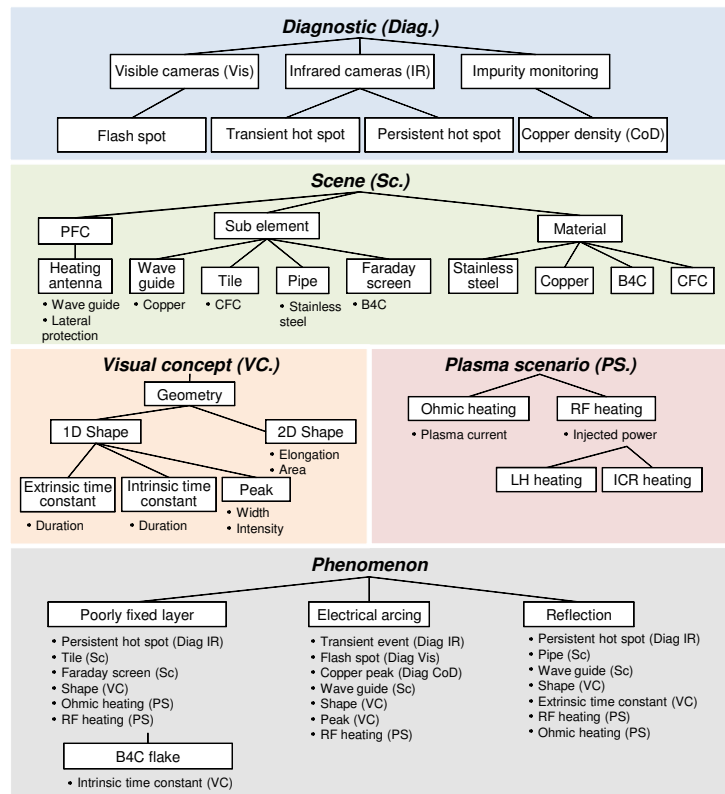 Diagnostic (Diag.)
Visible cameras (Vis)
Infrared cameras (IR)
Impurity monitoring
Flash spot
Transient hot spot
Persistent hot spot
Copper density (CoD)
Scene (Sc.)
PFC
Sub element
Material
Heating
antenna
• Wave guide
• Lateral
protection
Wave
guide
• Copper
Tile
• CFC
Pipe
• Stainless
steel
Faraday
screen
• B4C
Stainless
steel
Copper
B4C
CFC
Visual concept (VC.)
Geometry
1D Shape
2D Shape
• Elongation
• Area
Extrinsic time
constant
• Duration
Intrinsic time
constant
• Duration
Peak
• Width
• Intensity
Plasma scenario (PS.)
Ohmic heating
• Plasma current
RF heating
• Injected power
LH heating
ICR heating
Phenomenon
Poorly fixed layer
• Persistent hot spot (Diag IR)
• Tile (Sc)
• Faraday screen (Sc)
• Shape (VC)
• Ohmic heating (PS)
• RF heating (PS)
B4C flake
• Intrinsic time constant (VC)
Electrical arcing
• Transient event (Diag IR)
• Flash spot (Diag Vis)
• Copper peak (Diag CoD)
• Wave guide (Sc)
• Shape (VC)
• Peak (VC)
• RF heating (PS)
Reflection
• Persistent hot spot (Diag IR)
• Pipe (Sc)
• Wave guide (Sc)
• Shape (VC)
• Extrinsic time constant (VC)
• RF heating (PS)
• Ohmic heating (PS)